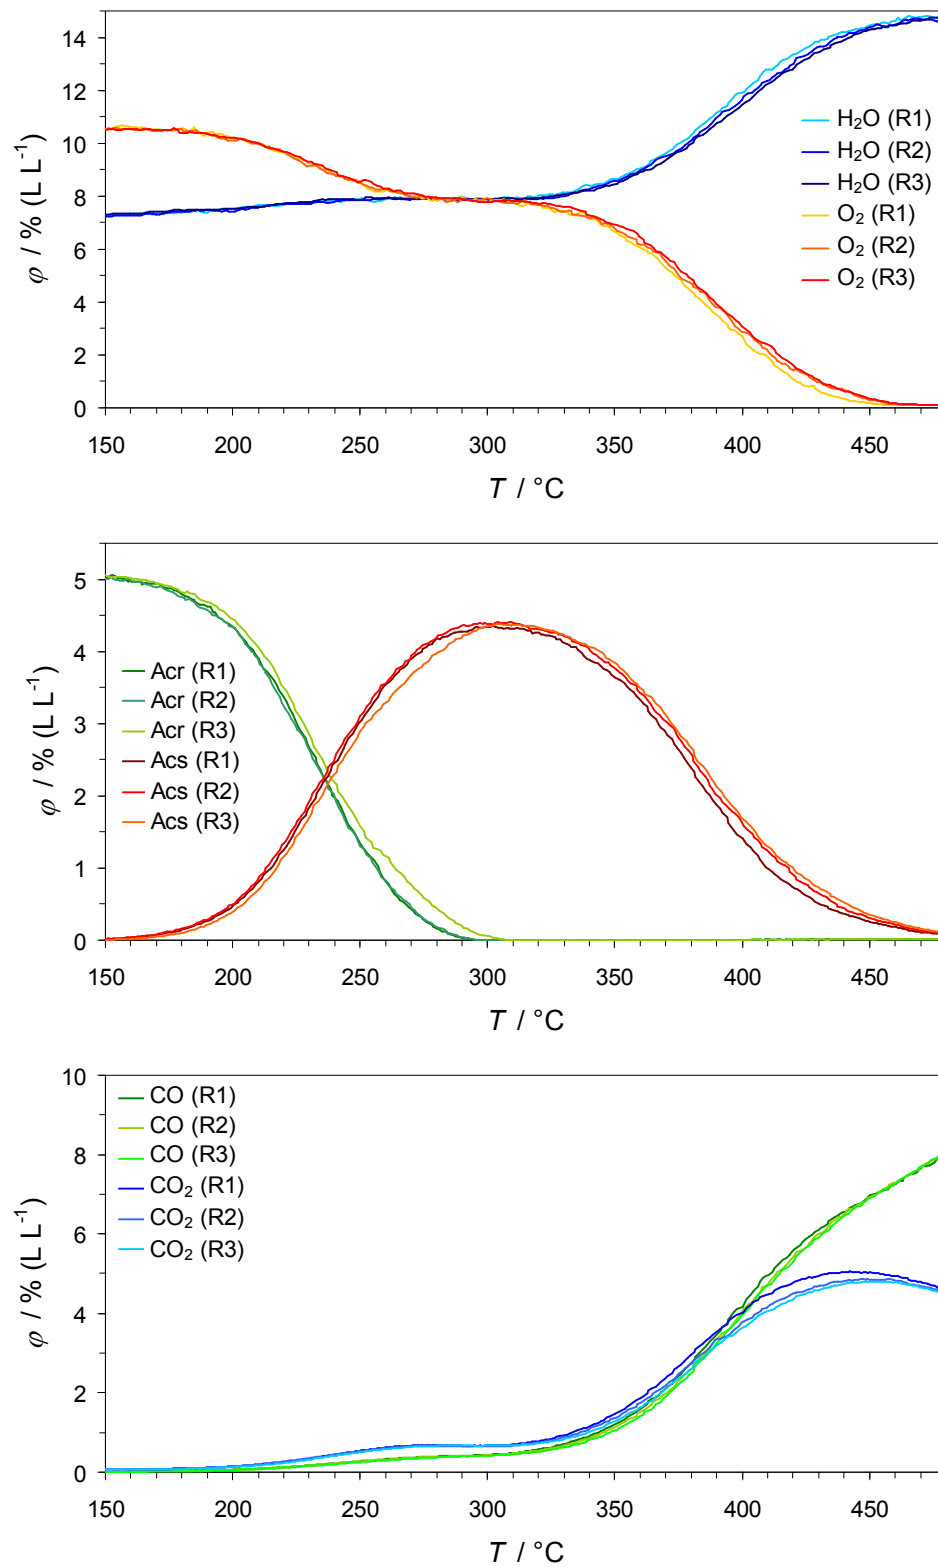 14
12
10
8
6
4
2
0
φ / % (L L⁻¹)
H₂O (R1)
H₂O (R2)
H₂O (R3)
O₂ (R1)
O₂ (R2)
O₂ (R3)
150 200 250 300 350 400 450
T / °C
5
4
3
2
1
0
φ / % (L L⁻¹)
Acr (R1)
Acr (R2)
Acr (R3)
Acs (R1)
Acs (R2)
Acs (R3)
150 200 250 300 350 400 450
T / °C
10
8
6
4
2
0
φ / % (L L⁻¹)
CO (R1)
CO (R2)
CO (R3)
CO₂ (R1)
CO₂ (R2)
CO₂ (R3)
150 200 250 300 350 400 450
T / °C